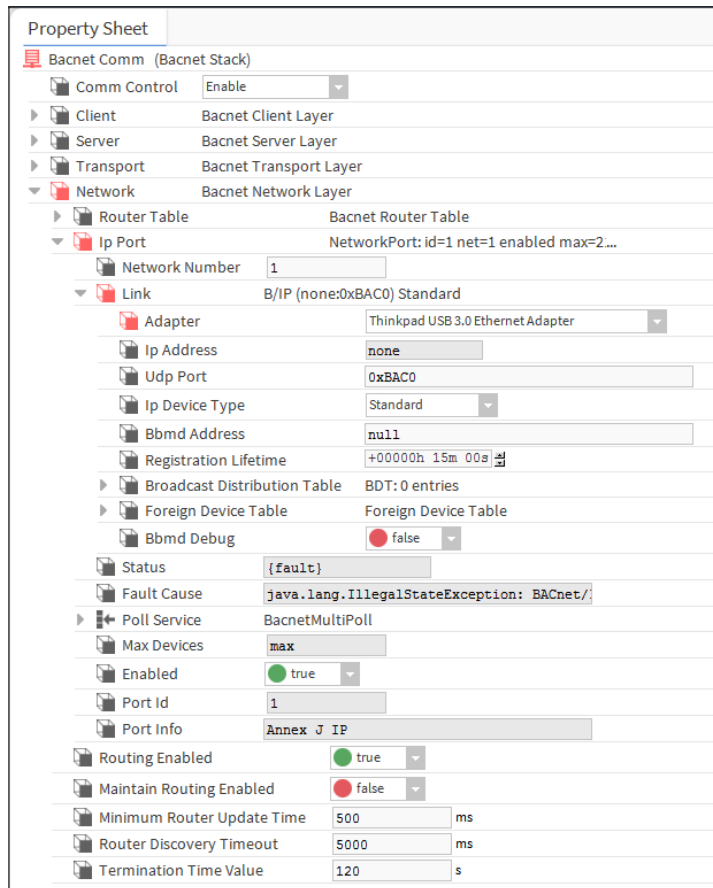 Property Sheet
Bacnet Comm (Bacnet Stack)
Comm Control Enable
Client Bacnet Client Layer
Server Bacnet Server Layer
Transport Bacnet Transport Layer
Network Bacnet Network Layer
Router Table Bacnet Router Table
Ip Port NetworkPort: id=1 net=1 enabled max=2...
Network Number 1
Link B/IP (none:0xBAC0) Standard
Adapter Thinkpad USB 3.0 Ethernet Adapter
Ip Address none
Udp Port 0xBAC0
Ip Device Type Standard
Bbmd Address null
Registration Lifetime +00000h 15m 00s
Broadcast Distribution Table BDT: 0 entries
Foreign Device Table Foreign Device Table
Bbmd Debug false
Status {fault}
Fault Cause java.lang.IllegalStateException: BACnet/
Poll Service BacnetMultiPoll
Max Devices max
Enabled true
Port Id 1
Port Info Annex J IP
Routing Enabled true
Maintain Routing Enabled false
Minimum Router Update Time 500 ms
Router Discovery Timeout 5000 ms
Termination Time Value 120 s